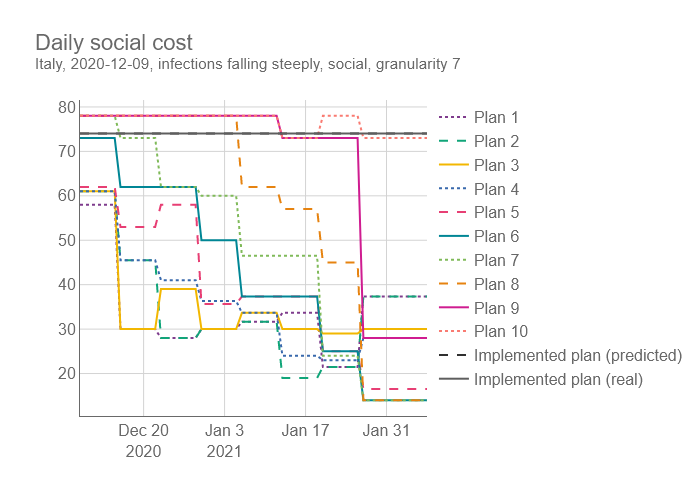 Daily social cost
Italy, 2020-12-09, infections falling steeply, social, granularity 7
80
70
60
50
40
30
20
Dec 20
2020
Jan 3
2021
Jan 17
Jan 31
Plan 1
Plan 2
Plan 3
Plan 4
Plan 5
Plan 6
Plan 7
Plan 8
Plan 9
Plan 10
Implemented plan (predicted)
Implemented plan (real)